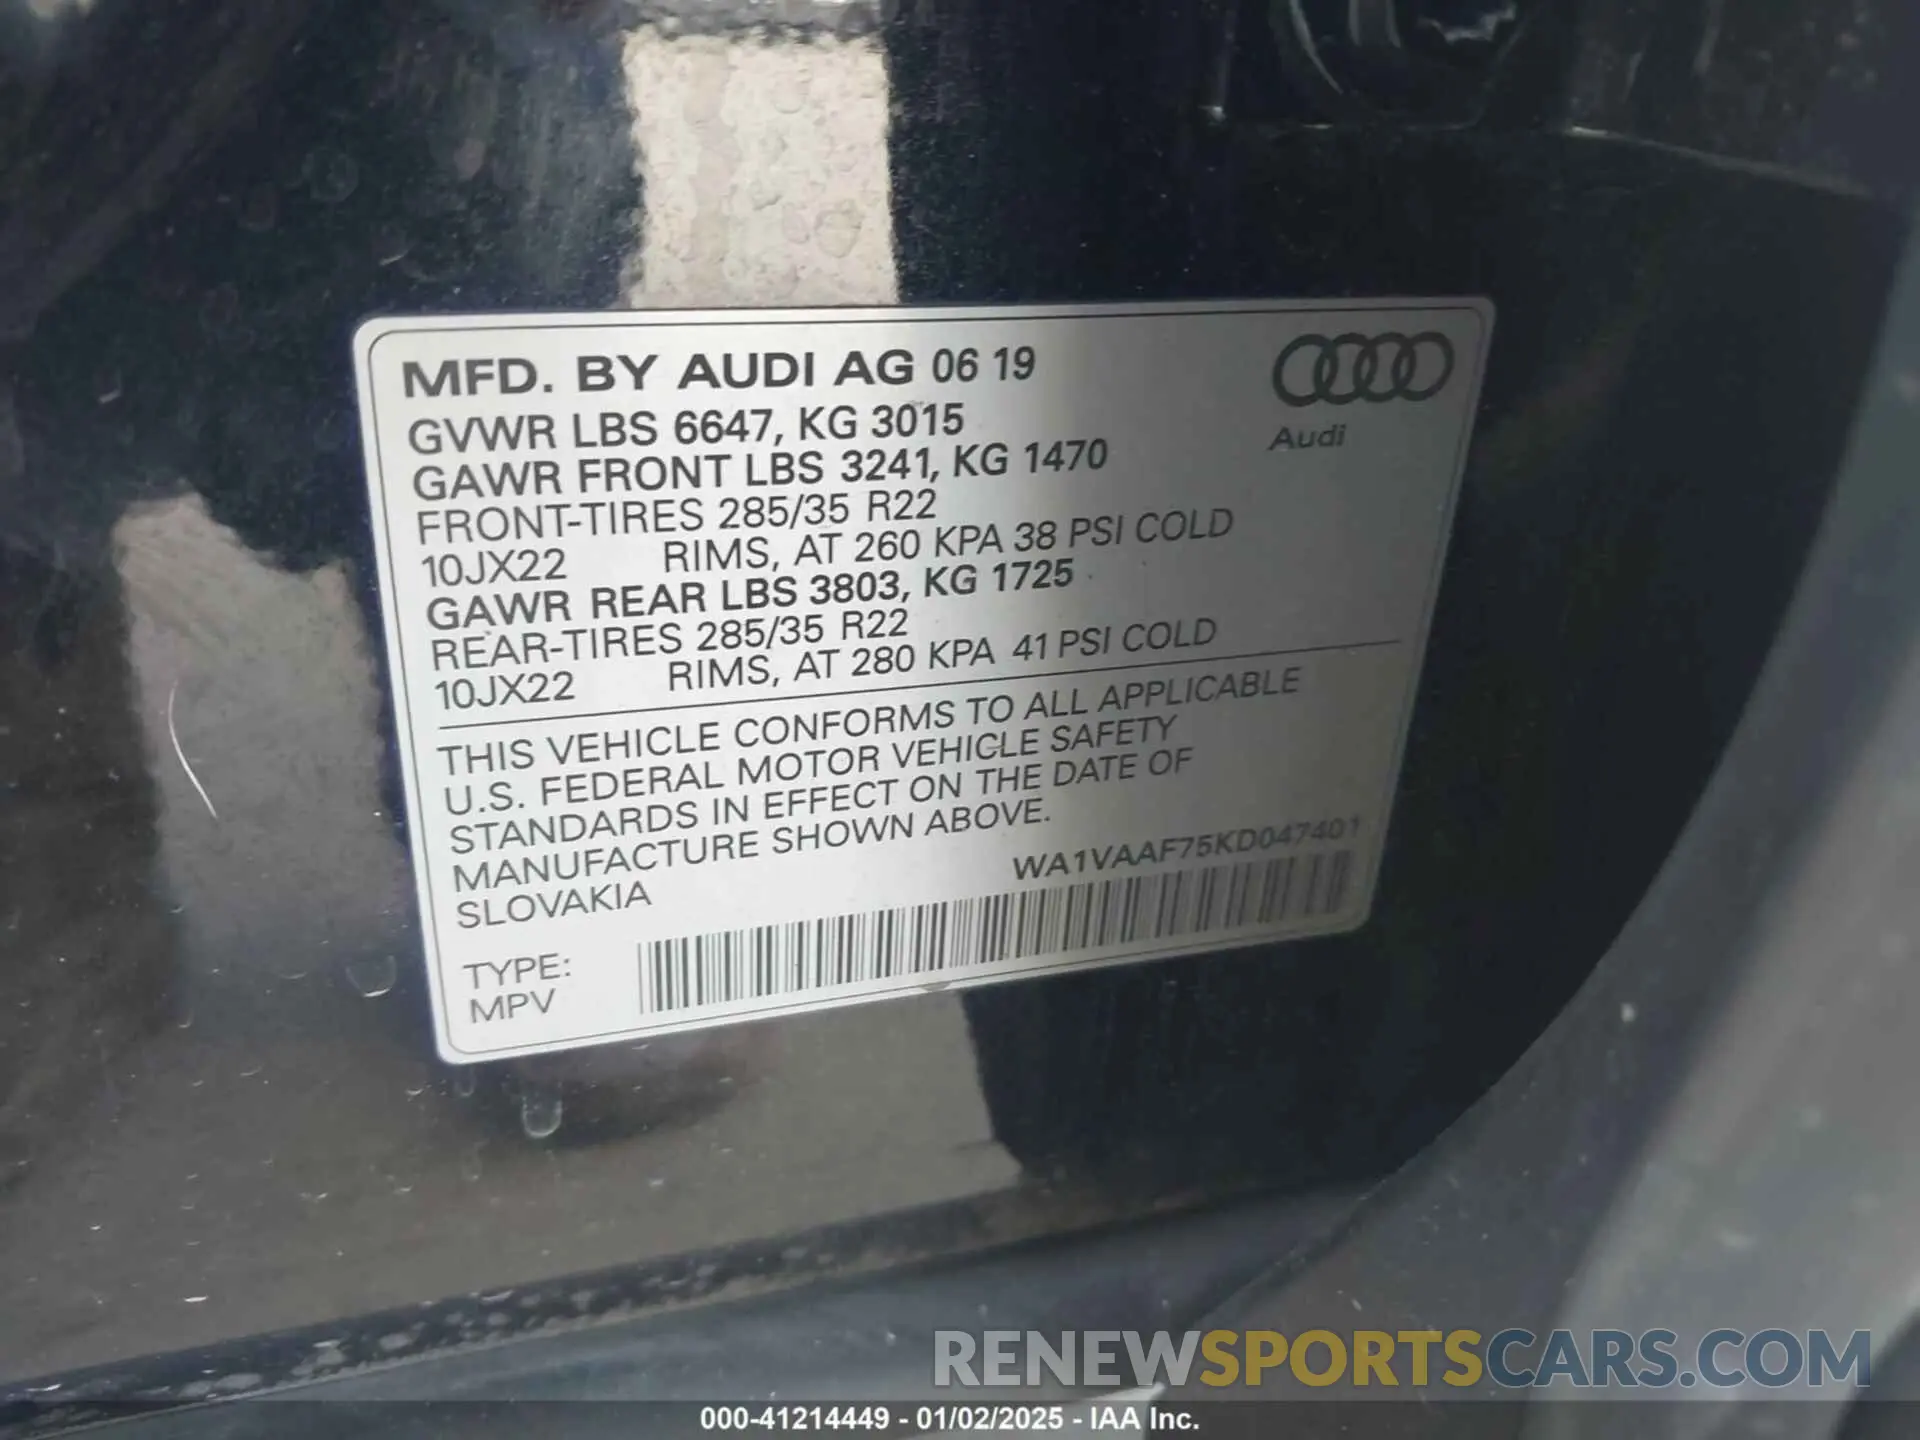 MFD. BY AUDI AG 06 19
Audi
GVWR LBS 6647, KG 3015
GAWR FRONT LBS 3241, KG 1470
FRONT-TIRES 285/35 R22
10JX22 RIMS, AT 260 KPA 38 PSI COLD
GAWR REAR LBS 3803, KG 1725
REAR-TIRES 285/35 R22
10JX22 RIMS, AT 280 KPA 41 PSI COLD
THIS VEHICLE CONFORMS TO ALL APPLICABLE
U.S. FEDERAL MOTOR VEHICLE SAFETY
STANDARDS IN EFFECT ON THE DATE OF
MANUFACTURE SHOWN ABOVE.
SLOVAKIA
WA1VAAF75KD047401
TYPE:
MPV
RENEWSPORTSCARS.COM
000-41214449 - 01/02/2025 - IAA Inc.